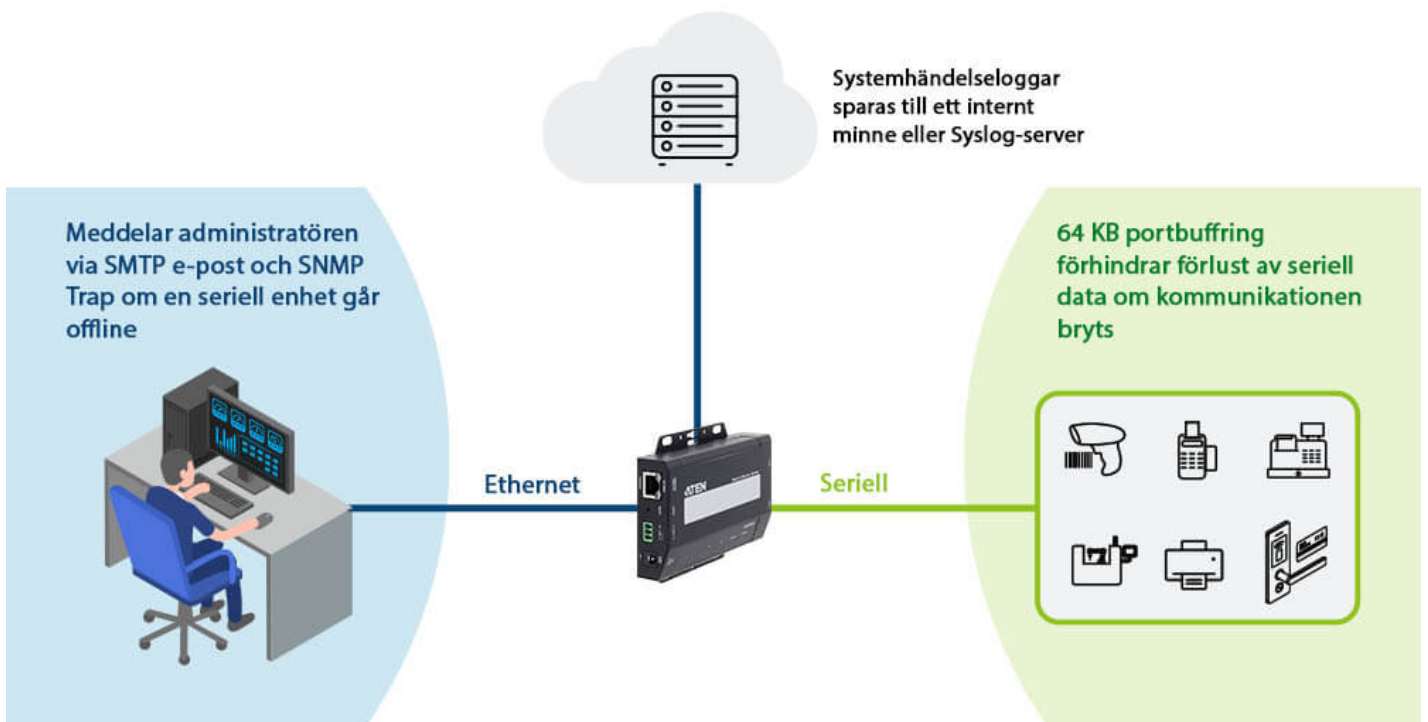 Systemhändelseloggar
sparas till ett internt
minne eller Syslog-server
Meddelar administratören
via SMTP e-post och SNMP
Trap om en seriell enhet går
offline
64 KB portbuffring
förhindrar förlust av seriell
data om kommunikationen
bryts
Ethernet
ATEN
Seriell